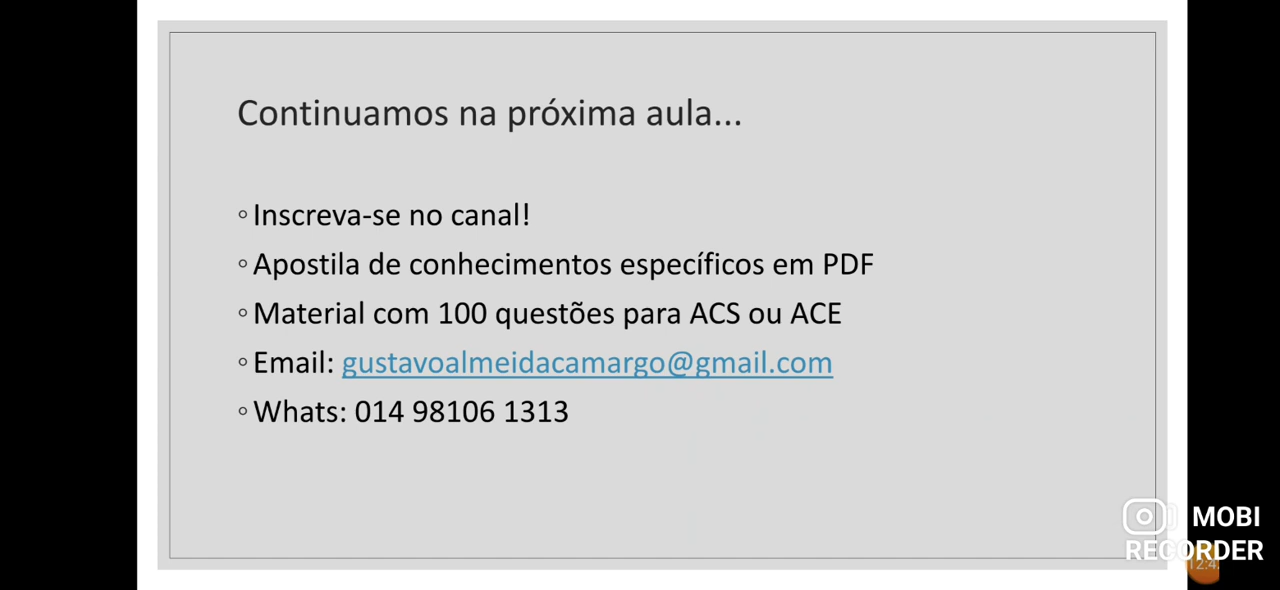 Continuamos na próxima aula...
◦ Inscreva-se no canal!
◦ Apostila de conhecimentos específicos em PDF
◦ Material com 100 questões para ACS ou ACE
◦ Email: gustavoalmeidacamargo@gmail.com
◦ Whats: 014 98106 1313
MOBI
RECORDER